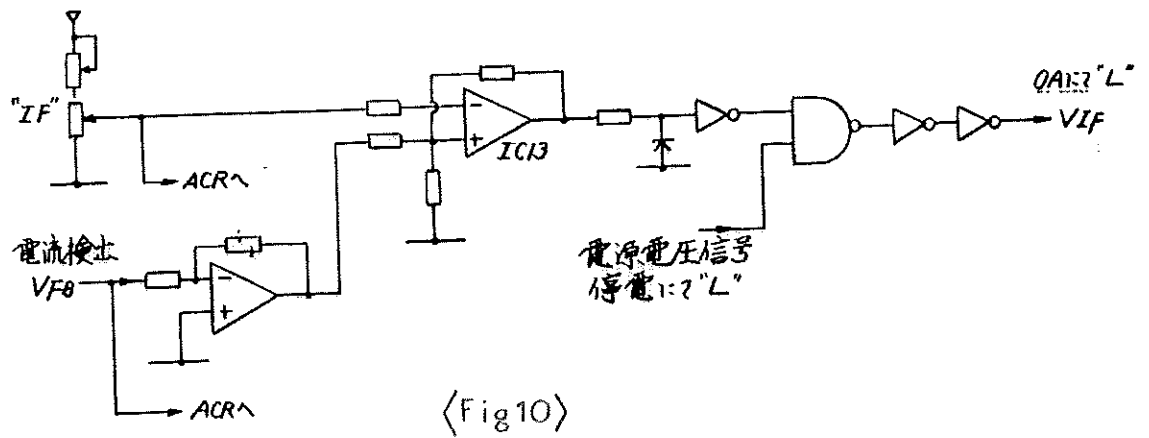 "IF"
ACRへ
電流検出
VFB
ACRへ
IC13
電源電圧信号
停電にて"L"
0Aにて"L"
VIF
〈Fig10〉